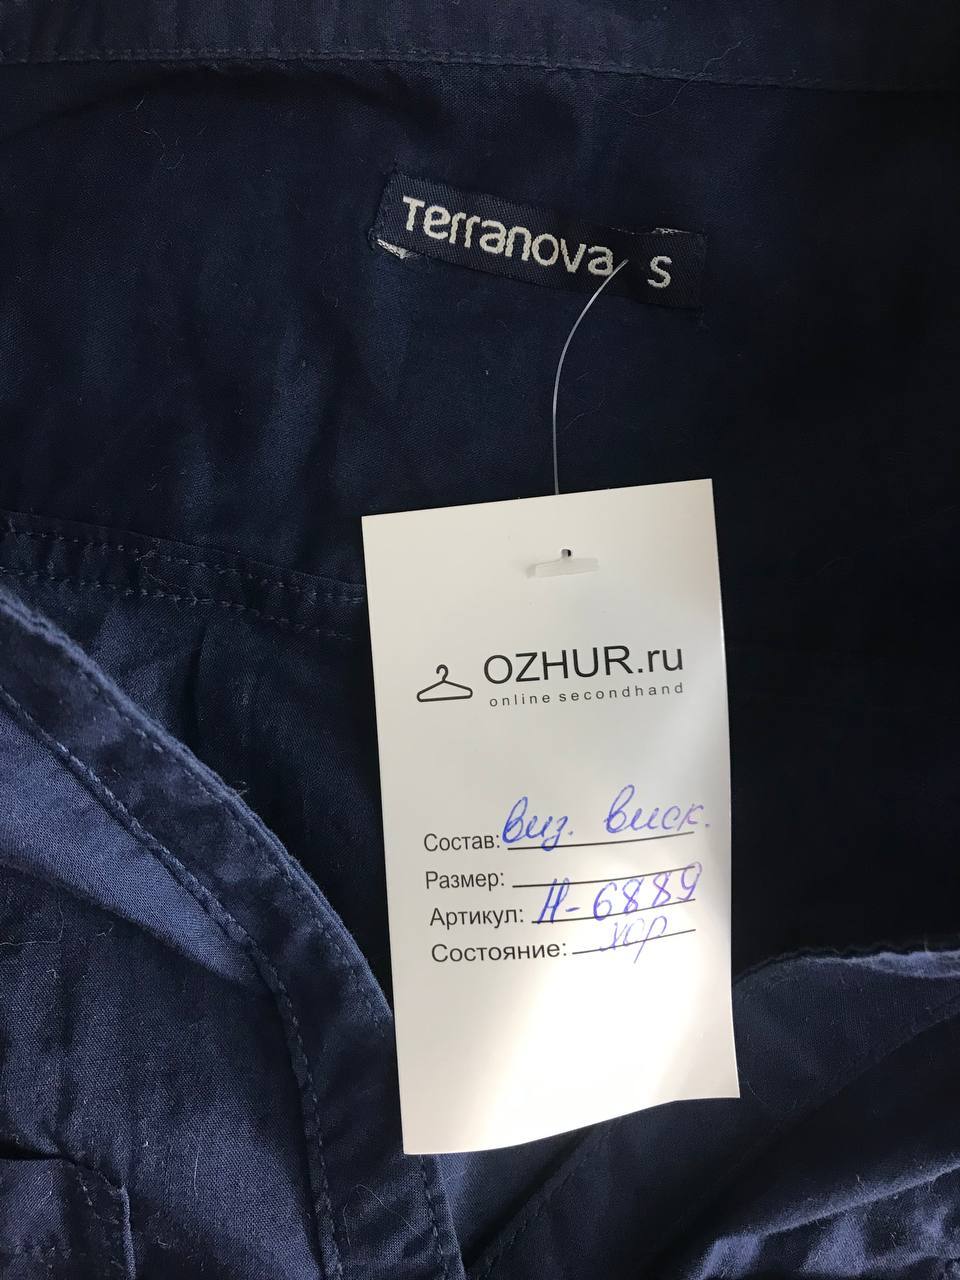 Terranova S
OZHUR.ru
online secondhand
Состав: виз. виск.
Размер:
Артикул: Н-6889
Состояние: хор